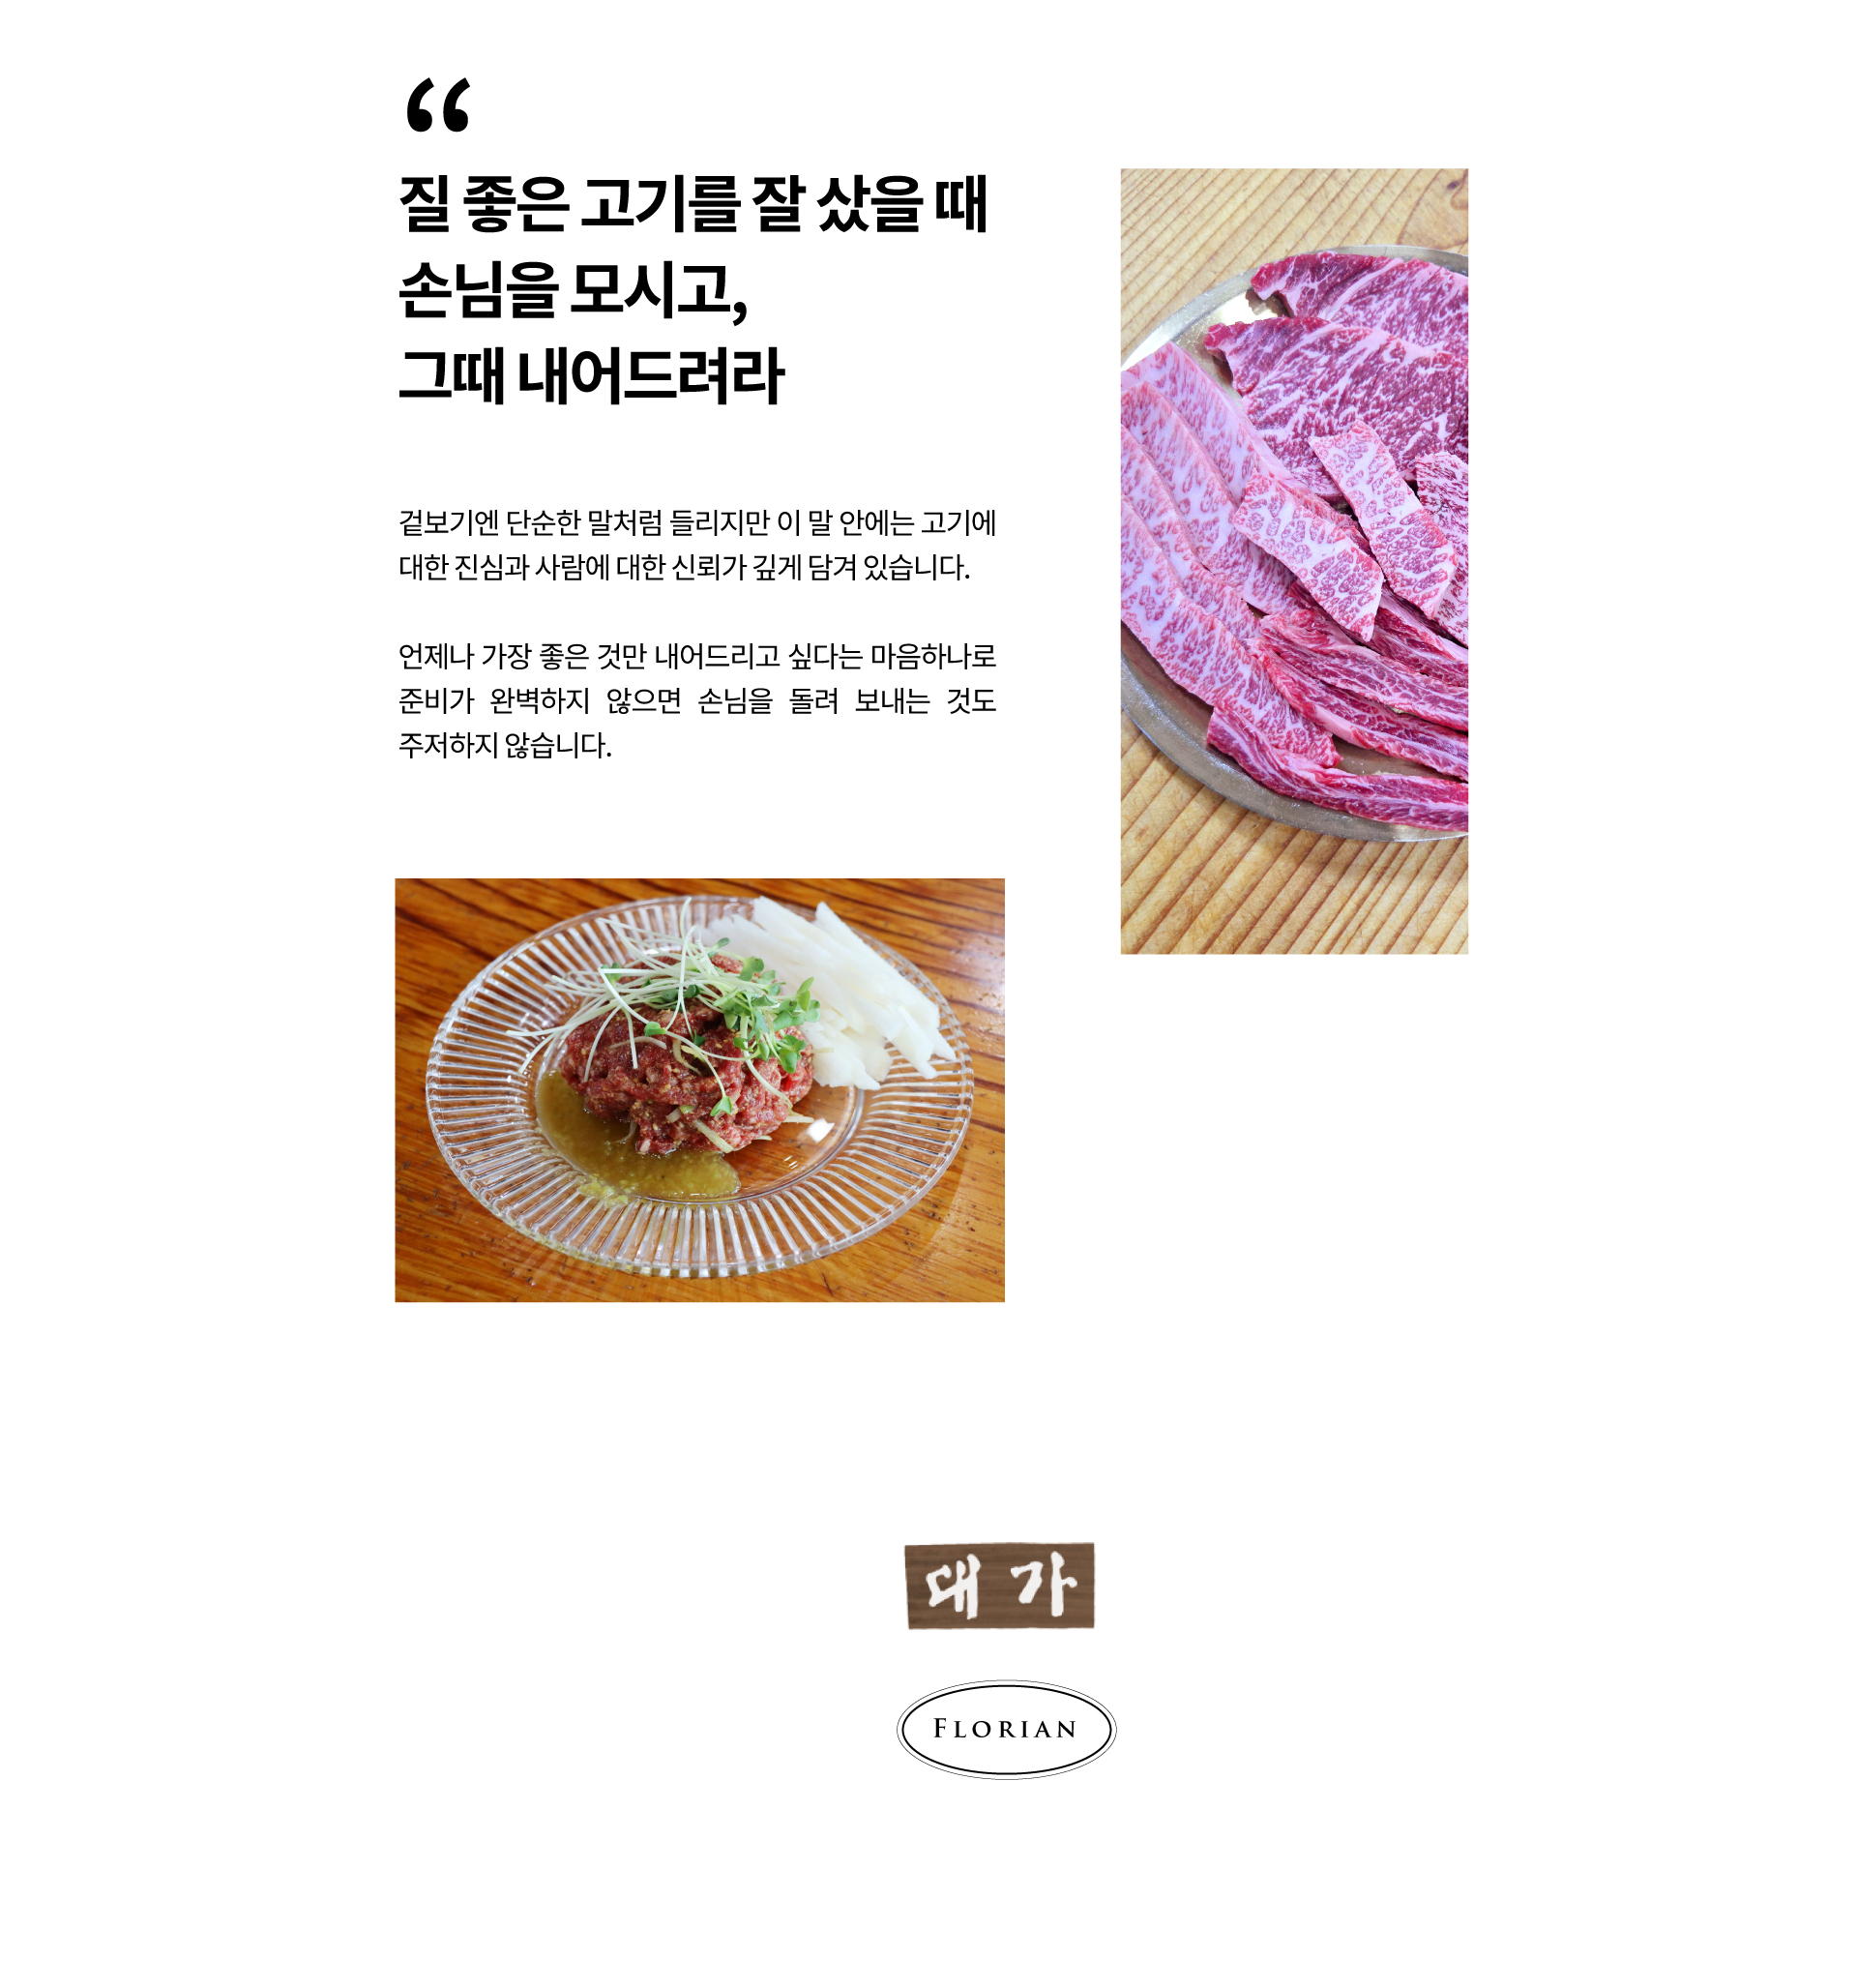 “
질 좋은 고기를 잘 샀을 때
손님을 모시고,
그때 내어드려라
겉보기엔 단순한 말처럼 들리지만 이 말 안에는 고기에
대한 진심과 사람에 대한 신뢰가 깊게 담겨 있습니다.
언제나 가장 좋은 것만 내어드리고 싶다는 마음하나로
준비가 완벽하지 않으면 손님을 돌려 보내는 것도
주저하지 않습니다.
대가
FLORIAN